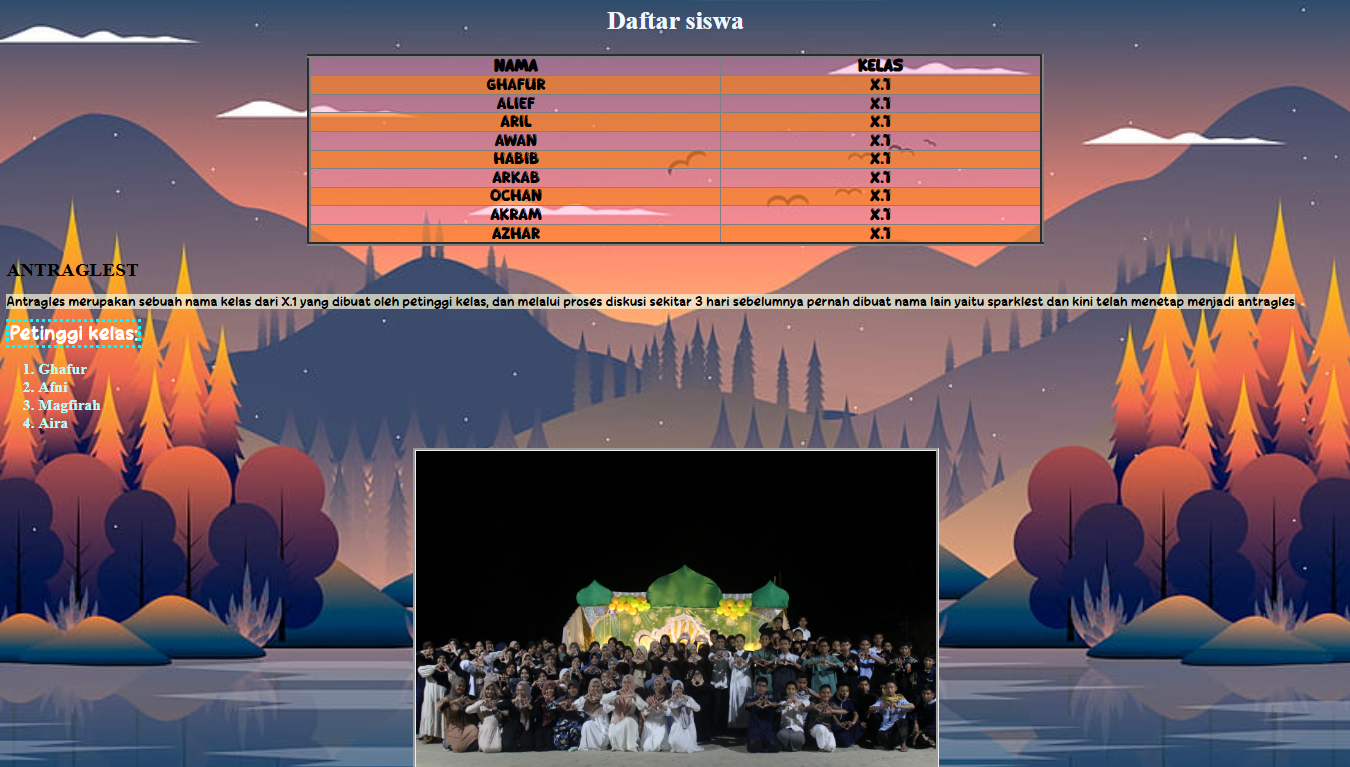 Daftar siswa
NAMA KELAS
GHAFUR X.1
ALIEF X.1
ARIL X.1
AWAN X.1
HABIB X.1
ARKAB X.1
OCHAN X.1
AKRAM X.1
AZHAR X.1
ANTRAGLEST
Antragles merupakan sebuah nama kelas dari X.1 yang dibuat oleh petinggi kelas, dan melalui proses diskusi sekitar 3 hari sebelumnya pernah dibuat nama lain yaitu sparklest dan kini telah menetap menjadi antragles
Petinggi kelas:
1. Ghafur
2. Afni
3. Magfirah
4. Aira